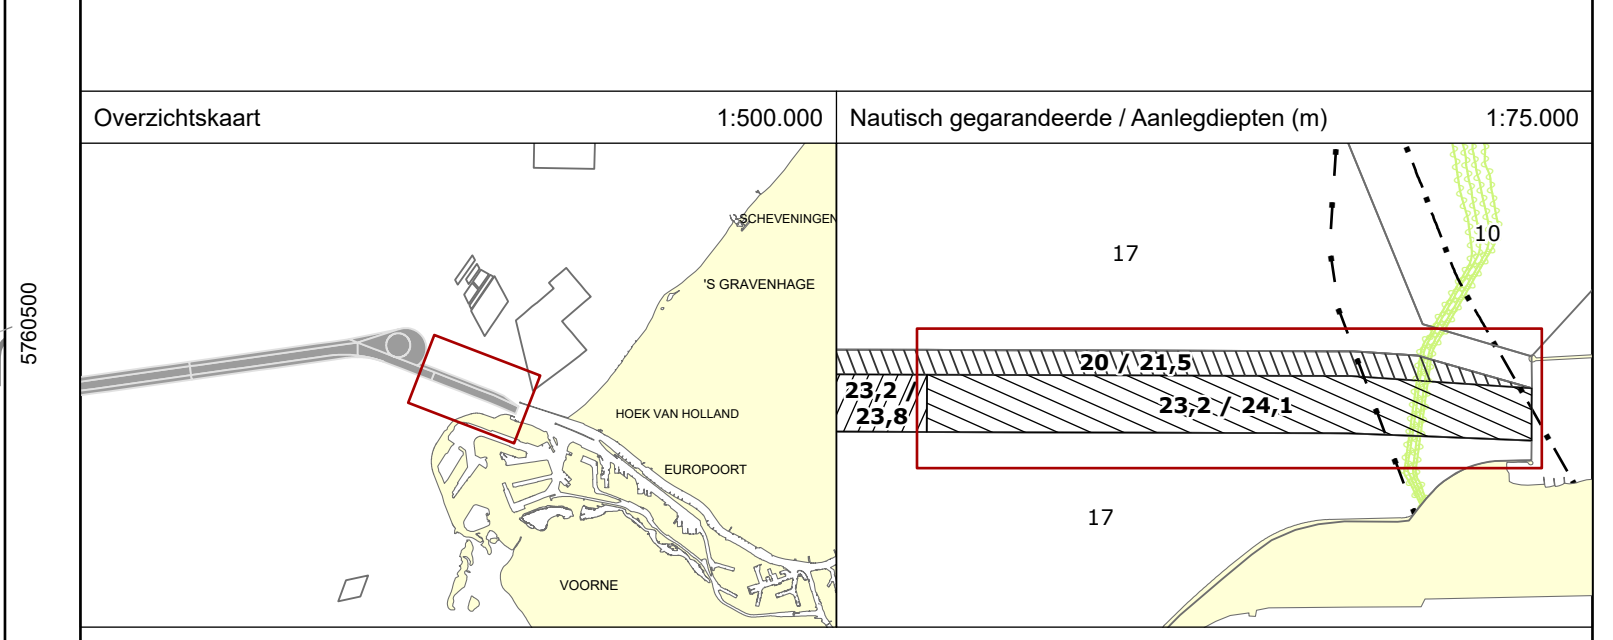 Overzichtskaart 1:500.000
SCHEVENINGEN
'S GRAVENHAGE
HOEK VAN HOLLAND
EUROPOORT
VOORNE
Nautisch gegarandeerde / Aanlegdiepten (m) 1:75.000
10
17
20 / 21,5
23,2 /
23,8
23,2 / 24,1
17
5760500